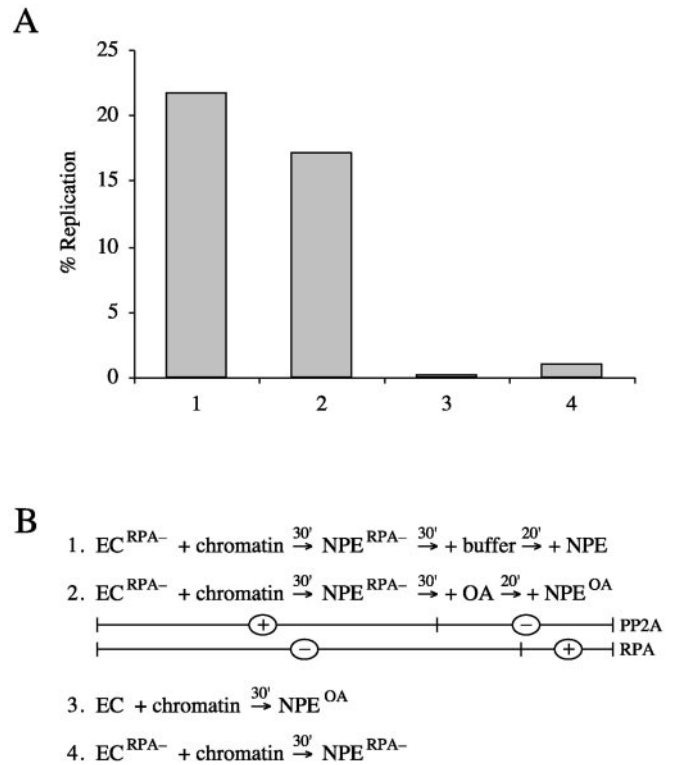 A
25
20
15
10
5
0
% Replication
1 2 3 4
B
1. EC^RPA– + chromatin 30' → NPE^RPA– 30' → + buffer 20' → + NPE
2. EC^RPA– + chromatin 30' → NPE^RPA– 30' → + OA 20' → + NPE^OA
+ – PP2A
– + RPA
3. EC + chromatin 30' → NPE^OA
4. EC^RPA– + chromatin 30' → NPE^RPA–